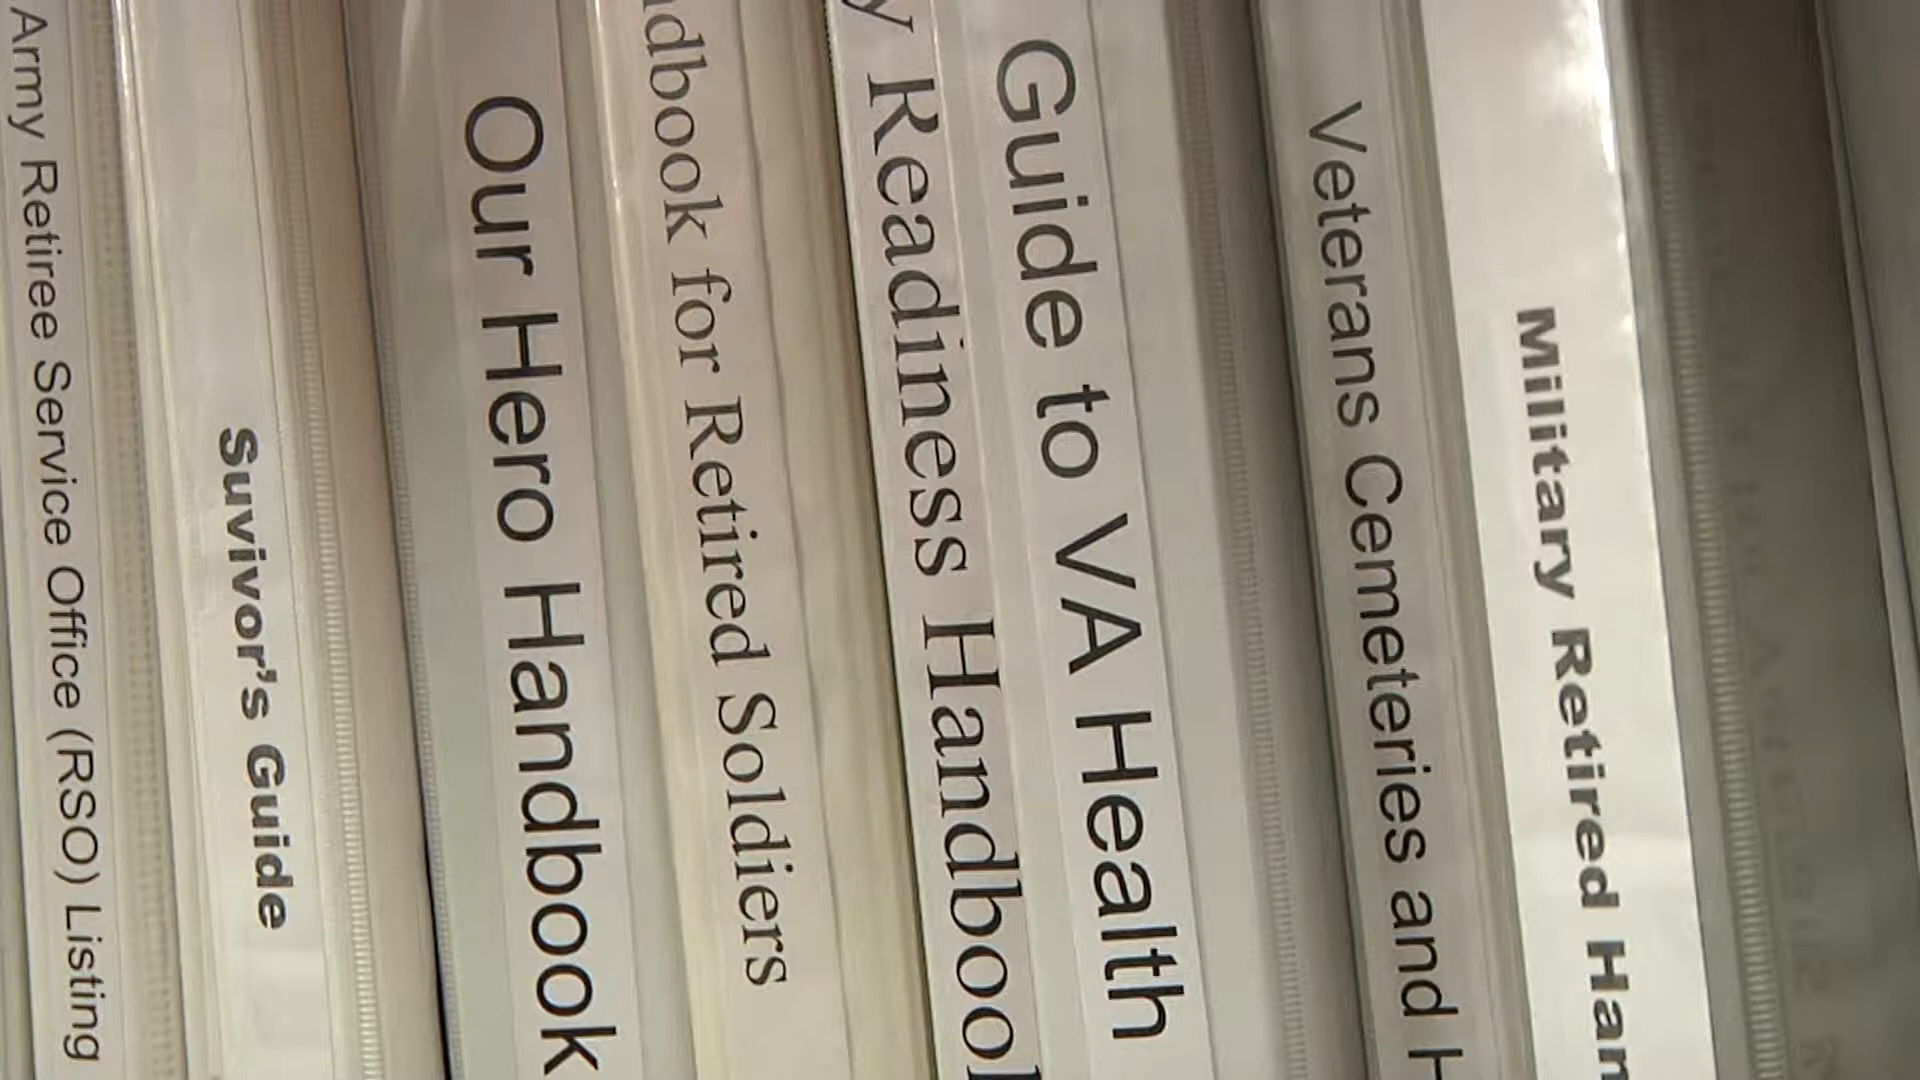 Army Retiree Service Office (RSO) Listing
Suvivor's Guide
Our Hero Handbook
dbook for Retired Soldiers
y Readiness Handbook
Guide to VA Health
Veterans Cemeteries and H
Military Retired Han